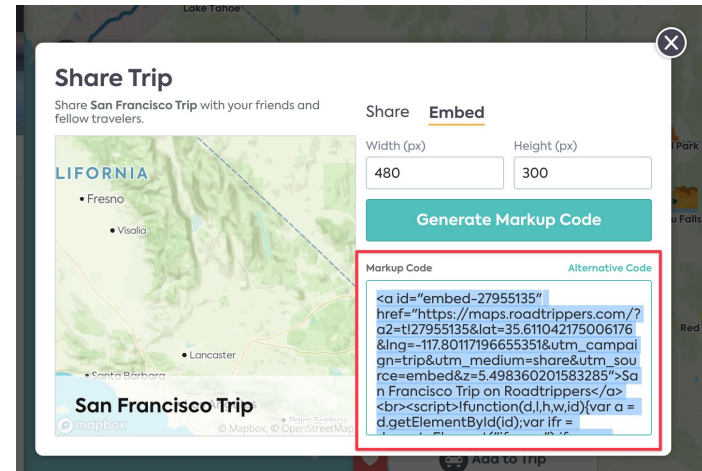 Lake Tahoe
Share Trip
Share San Francisco Trip with your friends and
fellow travelers.
Share Embed
Width (px) Height (px)
480 300
Generate Markup Code
Markup Code Alternative Code
<a id="embed-27955135"
href="https://maps.roadtrippers.com/?
a2=t!27955135&lat=35.611042175006176
&lng=-117.80117196655351&utm_campai
gn=trip&utm_medium=share&utm_sou
rce=embed&z=5.498360201583285">Sa
n Francisco Trip on Roadtrippers</a>
<br><script>!function(d,l,h,w,id){var a =
d.getElementById(id);var ifr =
LIFORNIA
Fresno
Visalia
Lancaster
Santa Barbara
San Francisco Trip
Palm Springs
mapbox
© Mapbox, © OpenStreetMap
Park
u Falls
Red
Add to Trip